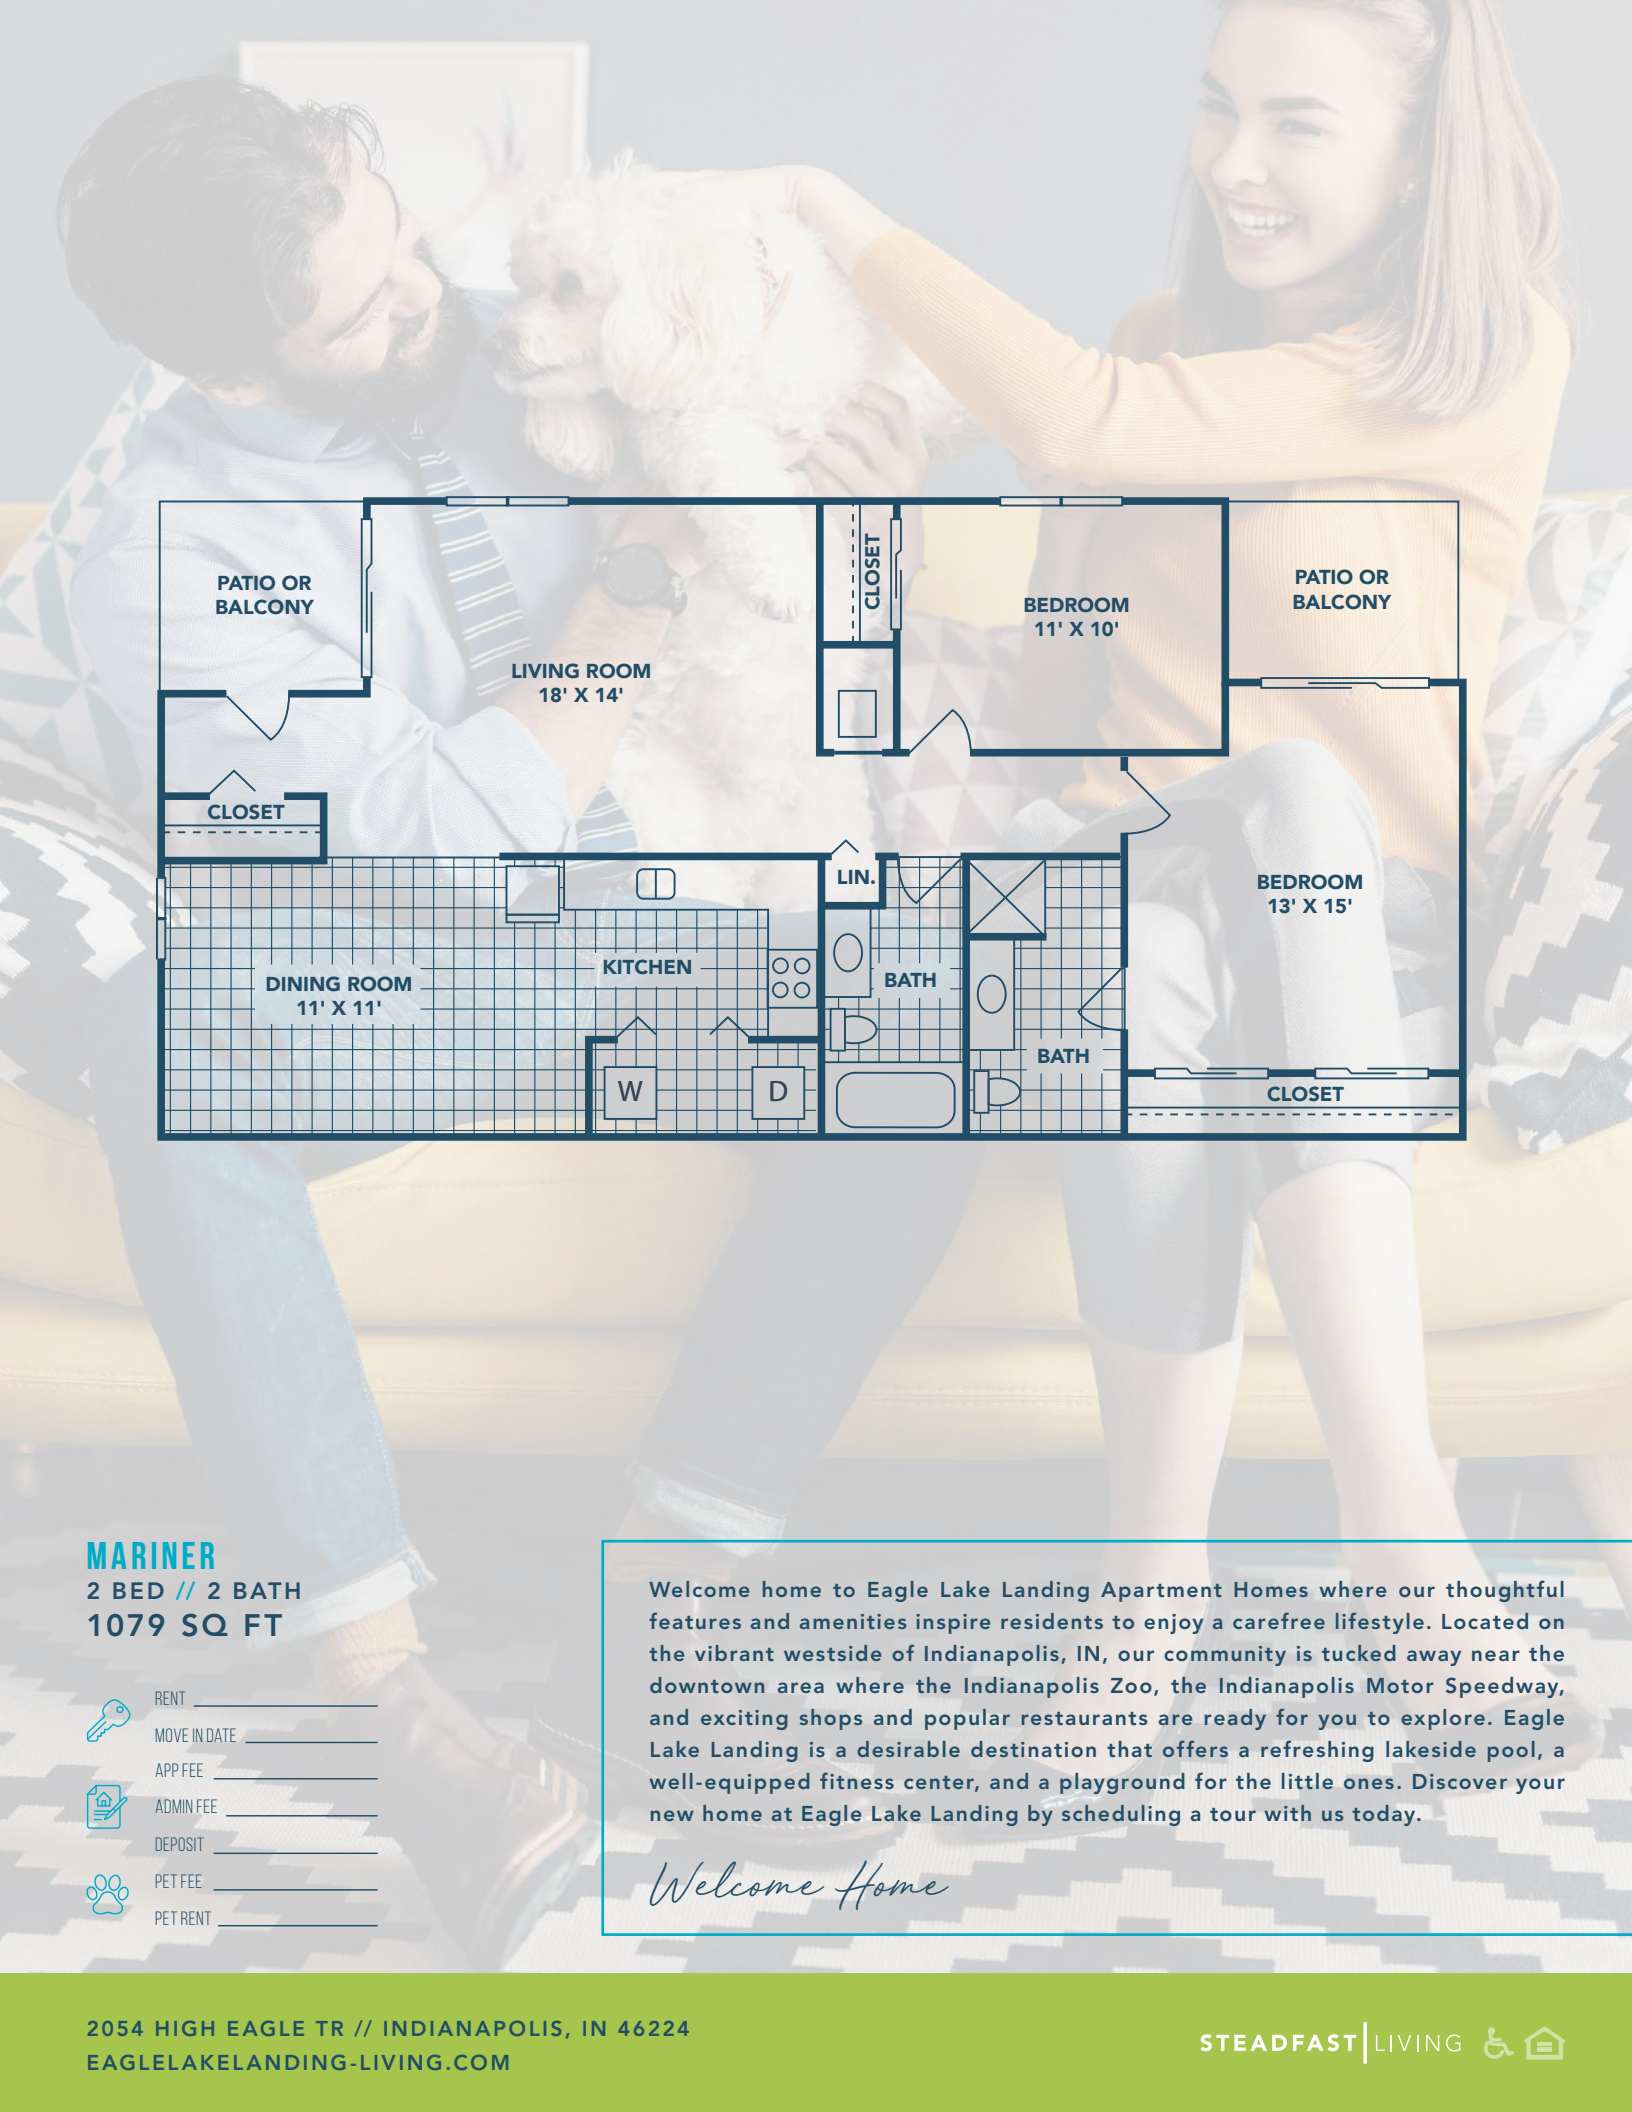 PATIO OR
BALCONY
LIVING ROOM
18' X 14'
CLOSET
BEDROOM
11' X 10'
PATIO OR
BALCONY
CLOSET
LIN.
DINING ROOM
11' X 11'
KITCHEN
BATH
BATH
BEDROOM
13' X 15'
CLOSET
W
D
MARINER
2 BED // 2 BATH
1079 SQ FT
RENT
MOVE IN DATE
APP FEE
ADMIN FEE
DEPOSIT
PET FEE
PET RENT
Welcome home to Eagle Lake Landing Apartment Homes where our thoughtful
features and amenities inspire residents to enjoy a carefree lifestyle. Located on
the vibrant westside of Indianapolis, IN, our community is tucked away near the
downtown area where the Indianapolis Zoo, the Indianapolis Motor Speedway,
and exciting shops and popular restaurants are ready for you to explore. Eagle
Lake Landing is a desirable destination that offers a refreshing lakeside pool, a
well-equipped fitness center, and a playground for the little ones. Discover your
new home at Eagle Lake Landing by scheduling a tour with us today.
Welcome Home
2054 HIGH EAGLE TR // INDIANAPOLIS, IN 46224
EAGLELAKELANDING-LIVING.COM
STEADFAST LIVING